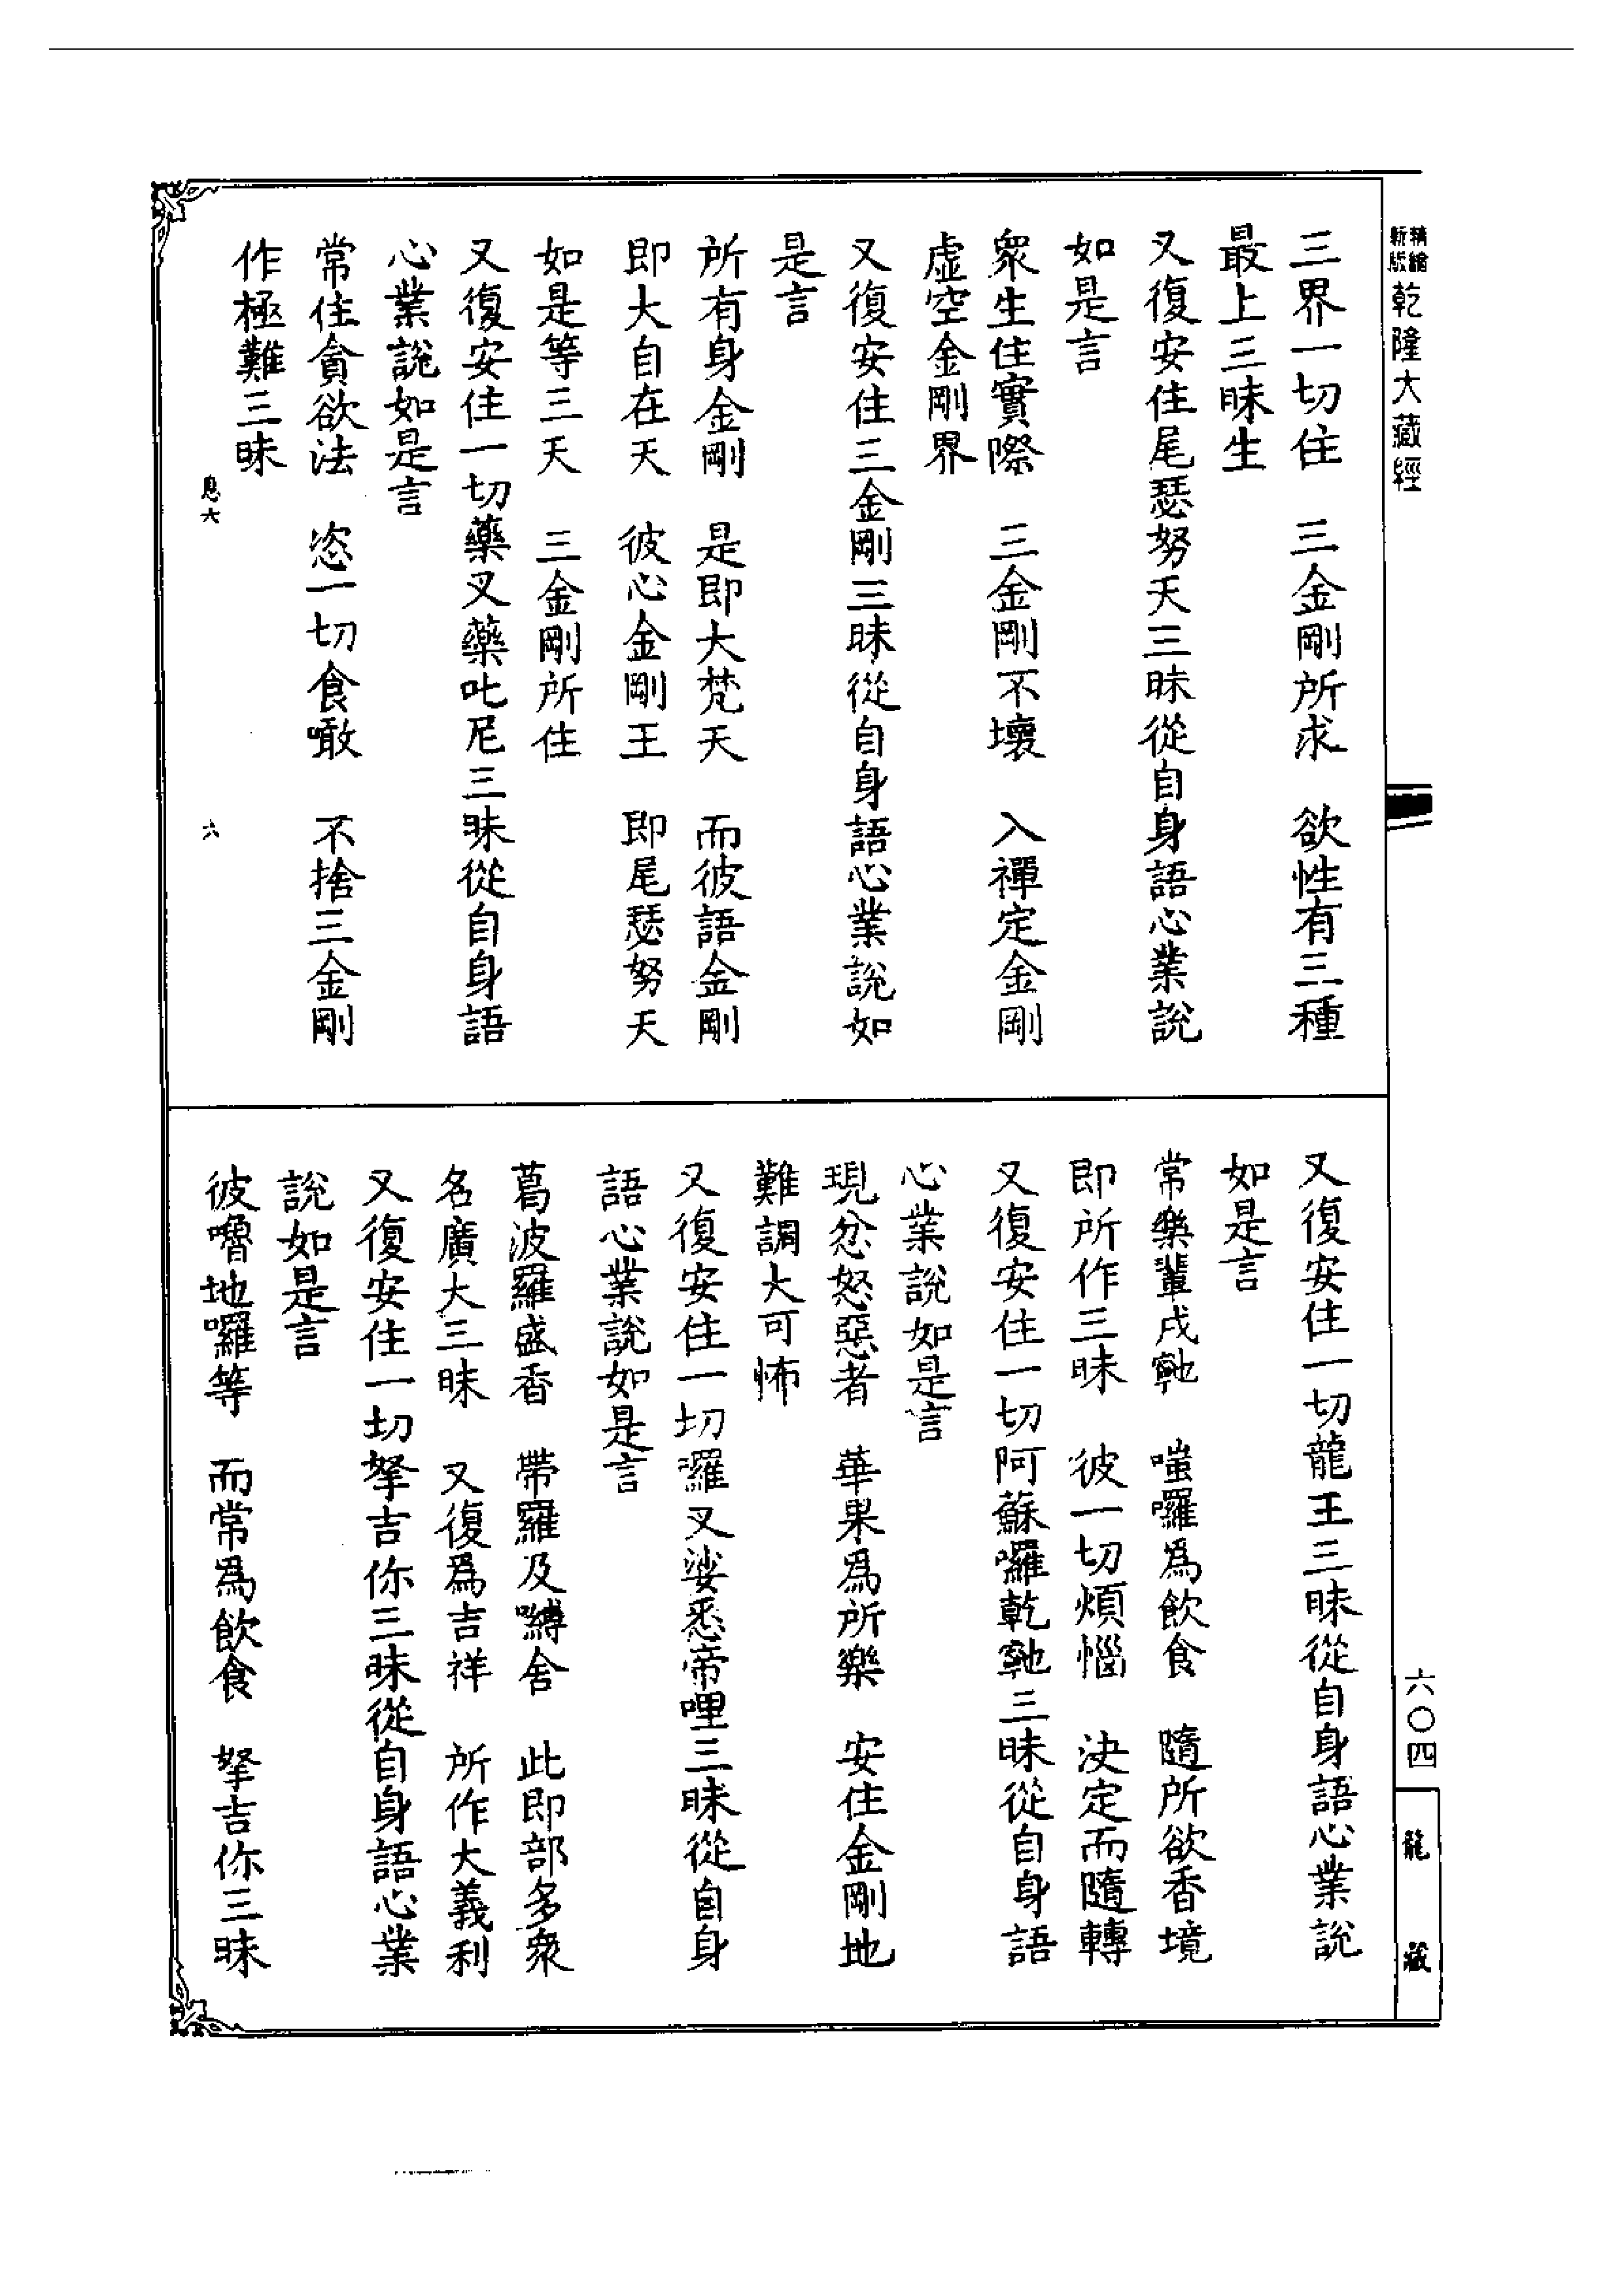 精繪
新版
乾隆大藏經
三界一切住　三金剛所求　欲性有三種
最上三昧生
又復安住尾瑟努天三昧從自身語心業說
如是言
衆生住實際　三金剛不壞　入禪定金剛
虛空金剛界
又復安住三金剛三昧從自身語心業說如
是言
所有身金剛　是即大梵天　而彼語金剛
即大自在天　彼心金剛王　即尾瑟努天
如是等三天　三金剛所住
又復安住一切藥叉藥叱尼三昧從自身語
心業說如是言
常住貪欲法　恣一切食噉　不捨三金剛
作極難三昧
六
又復安住一切龍王三昧從自身語心業說
如是言
常樂輩戌　嗤囉爲飲食　隨所欲香境
即所作三昧　彼一切煩惱　決定而隨轉
又復安住一切阿蘇囉乾三昧從自身語
心業說如是言
現忿怒惡者　華果爲所樂　安住金剛地
難調大可怖
又復安住一切囉叉娑悉帝哩三昧從自身
語心業說如是言
葛波羅盛香　帶羅及嚩舍　此即部多衆
名廣大三昧　又復爲吉祥　所作大義利
又復安住一切拏吉你三昧從自身語心業
說如是言
彼嚕地囉等　而常爲飲食　拏吉你三昧
六〇四
龍藏